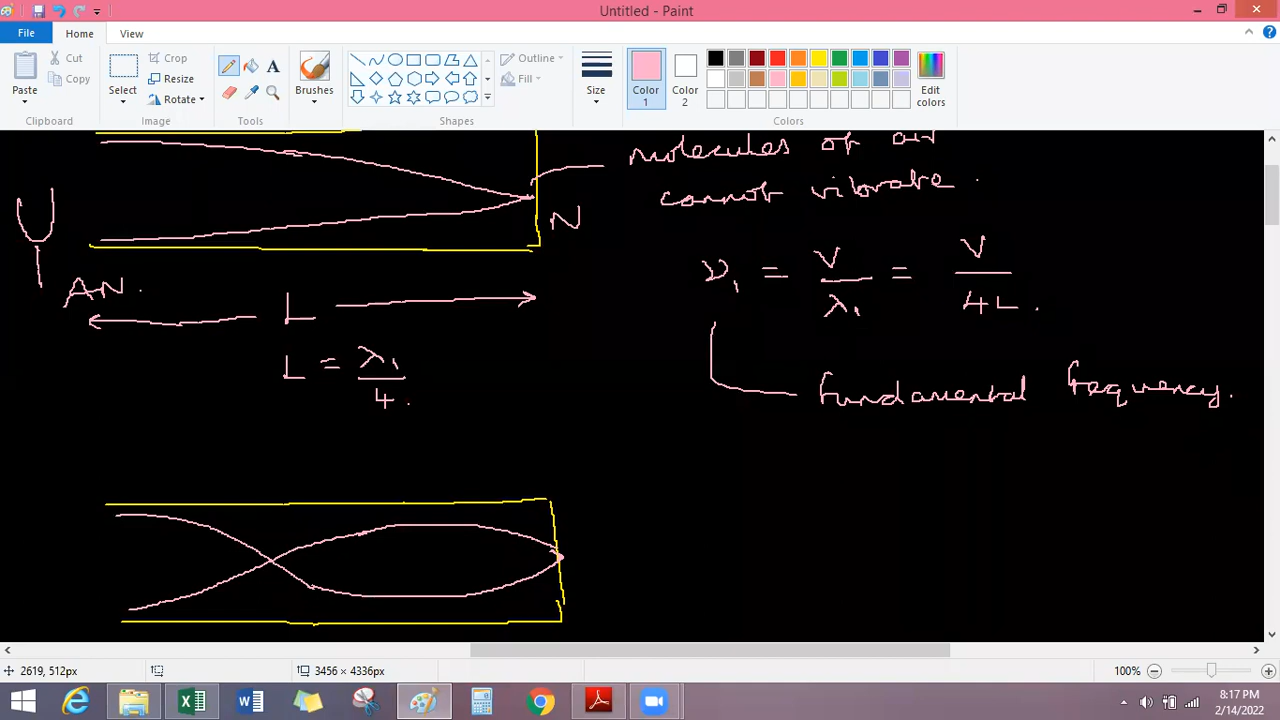 Untitled - Paint
File Home View
Paste Cut Copy Select Crop Resize Rotate Brushes Outline Fill Size Color 1 Color 2 Edit colors
Clipboard Image Tools Shapes Colors
molecules of air
cannot vibrate
N
AN.
L
ν₁ = V/λ₁ = V/4L.
L = λ₁/4.
fundamental frequency.
2619, 512px 3456 × 4336px 100%
8:17 PM
2/14/2022